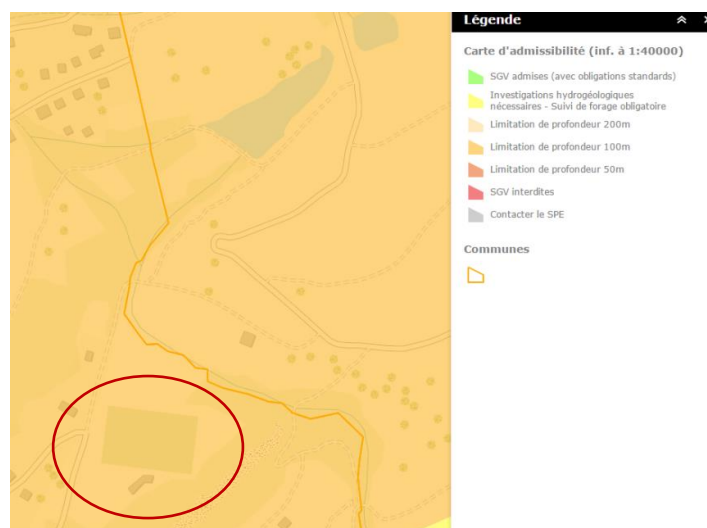 Légende
Carte d'admissibilité (inf. à 1:40000)
SGV admises (avec obligations standards)
Investigations hydrogéologiques
nécessaires - Suivi de forage obligatoire
Limitation de profondeur 200m
Limitation de profondeur 100m
Limitation de profondeur 50m
SGV interdites
Contacter le SPE
Communes